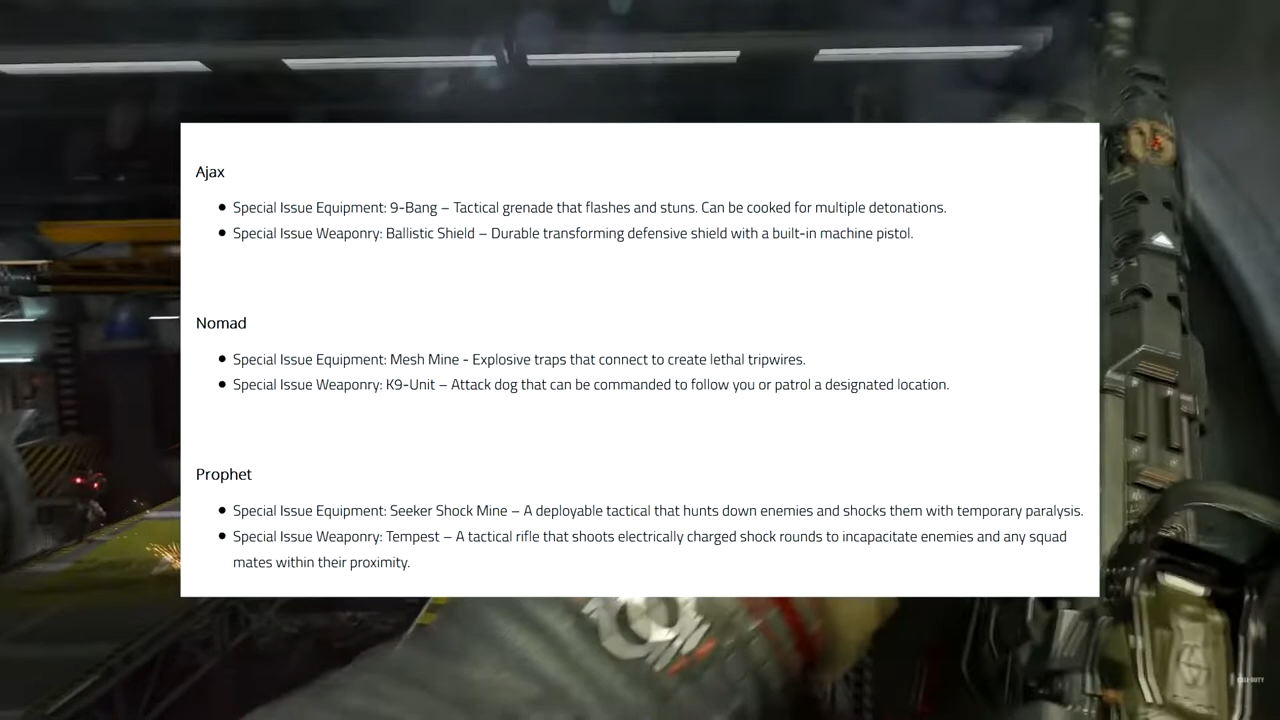 Ajax
● Special Issue Equipment: 9-Bang – Tactical grenade that flashes and stuns. Can be cooked for multiple detonations.
● Special Issue Weaponry: Ballistic Shield – Durable transforming defensive shield with a built-in machine pistol.
Nomad
● Special Issue Equipment: Mesh Mine - Explosive traps that connect to create lethal tripwires.
● Special Issue Weaponry: K9-Unit – Attack dog that can be commanded to follow you or patrol a designated location.
Prophet
● Special Issue Equipment: Seeker Shock Mine – A deployable tactical that hunts down enemies and shocks them with temporary paralysis.
● Special Issue Weaponry: Tempest – A tactical rifle that shoots electrically charged shock rounds to incapacitate enemies and any squad
mates within their proximity.
CALL·DUTY